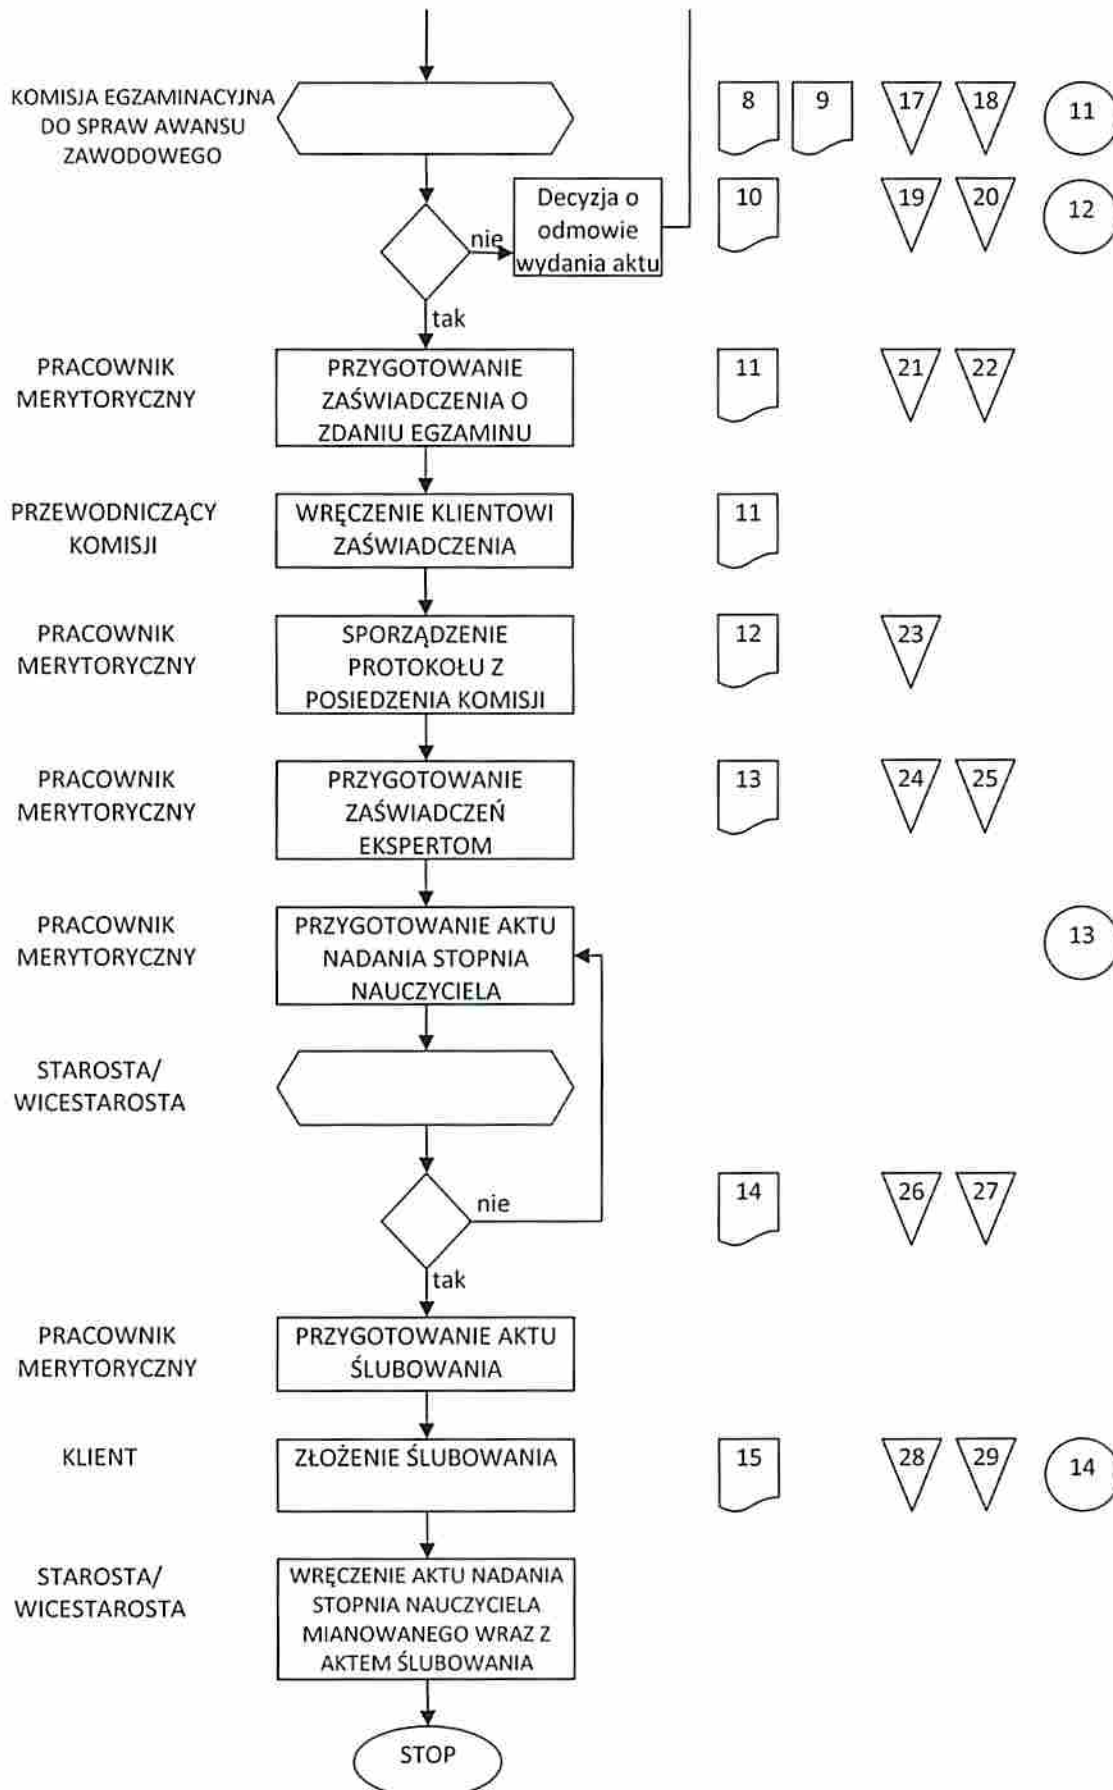 KOMISJA EGZAMINACYJNA
DO SPRAW AWANSU
ZAWODOWEGO
8 9 17 18 11
nie
Decyzja o
odmowie
wydania aktu
10 19 20 12
tak
PRACOWNIK
MERYTORYCZNY
PRZYGOTOWANIE
ZAŚWIADCZENIA O
ZDANIU EGZAMINU
11 21 22
PRZEWODNICZĄCY
KOMISJI
WRĘCZENIE KLIENTOWI
ZAŚWIADCZENIA
11
PRACOWNIK
MERYTORYCZNY
SPORZĄDZENIE
PROTOKOŁU Z
POSIEDZENIA KOMISJI
12 23
PRACOWNIK
MERYTORYCZNY
PRZYGOTOWANIE
ZAŚWIADCZEŃ
EKSPERTOM
13 24 25
PRACOWNIK
MERYTORYCZNY
PRZYGOTOWANIE AKTU
NADANIA STOPNIA
NAUCZYCIELA
13
STAROSTA/
WICESTAROSTA
nie
14 26 27
tak
PRACOWNIK
MERYTORYCZNY
PRZYGOTOWANIE AKTU
ŚLUBOWANIA
KLIENT
ZŁOŻENIE ŚLUBOWANIA
15 28 29 14
STAROSTA/
WICESTAROSTA
WRĘCZENIE AKTU NADANIA
STOPNIA NAUCZYCIELA
MIANOWANEGO WRAZ Z
AKTEM ŚLUBOWANIA
STOP